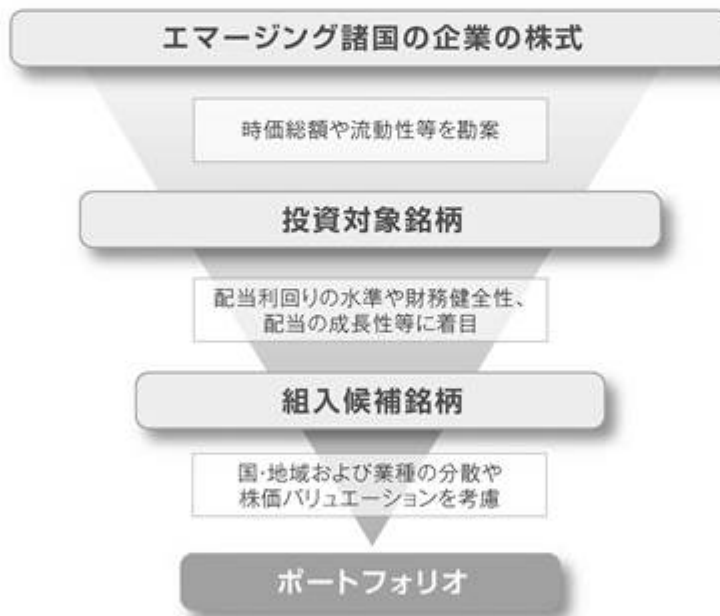 エマージング諸国の企業の株式
時価総額や流動性等を勘案
投資対象銘柄
配当利回りの水準や財務健全性、
配当の成長性等に着目
組入候補銘柄
国・地域および業種の分散や
株価バリュエーションを考慮
ポートフォリオ